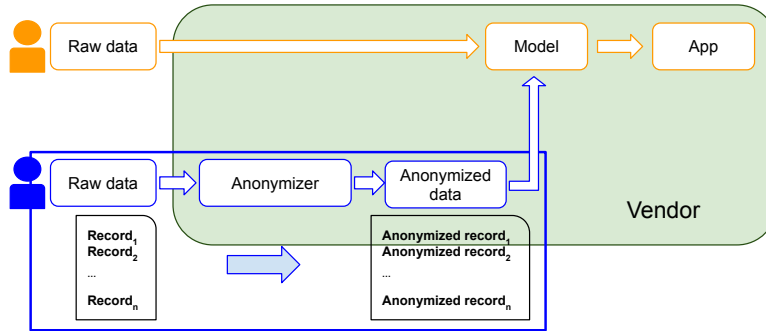 Raw data
Model
App
Raw data
Anonymizer
Anonymized
data
Vendor
Record₁
Record₂
...
Recordₙ
Anonymized record₁
Anonymized record₂
...
Anonymized recordₙ